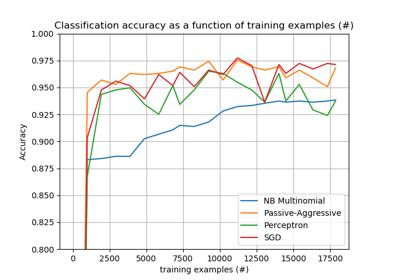 Classification accuracy as a function of training examples (#)
1.000
0.975
0.950
0.925
0.900
0.875
0.850
0.825
0.800
Accuracy
NB Multinomial
Passive-Aggressive
Perceptron
SGD
0 2500 5000 7500 10000 12500 15000 17500
training examples (#)